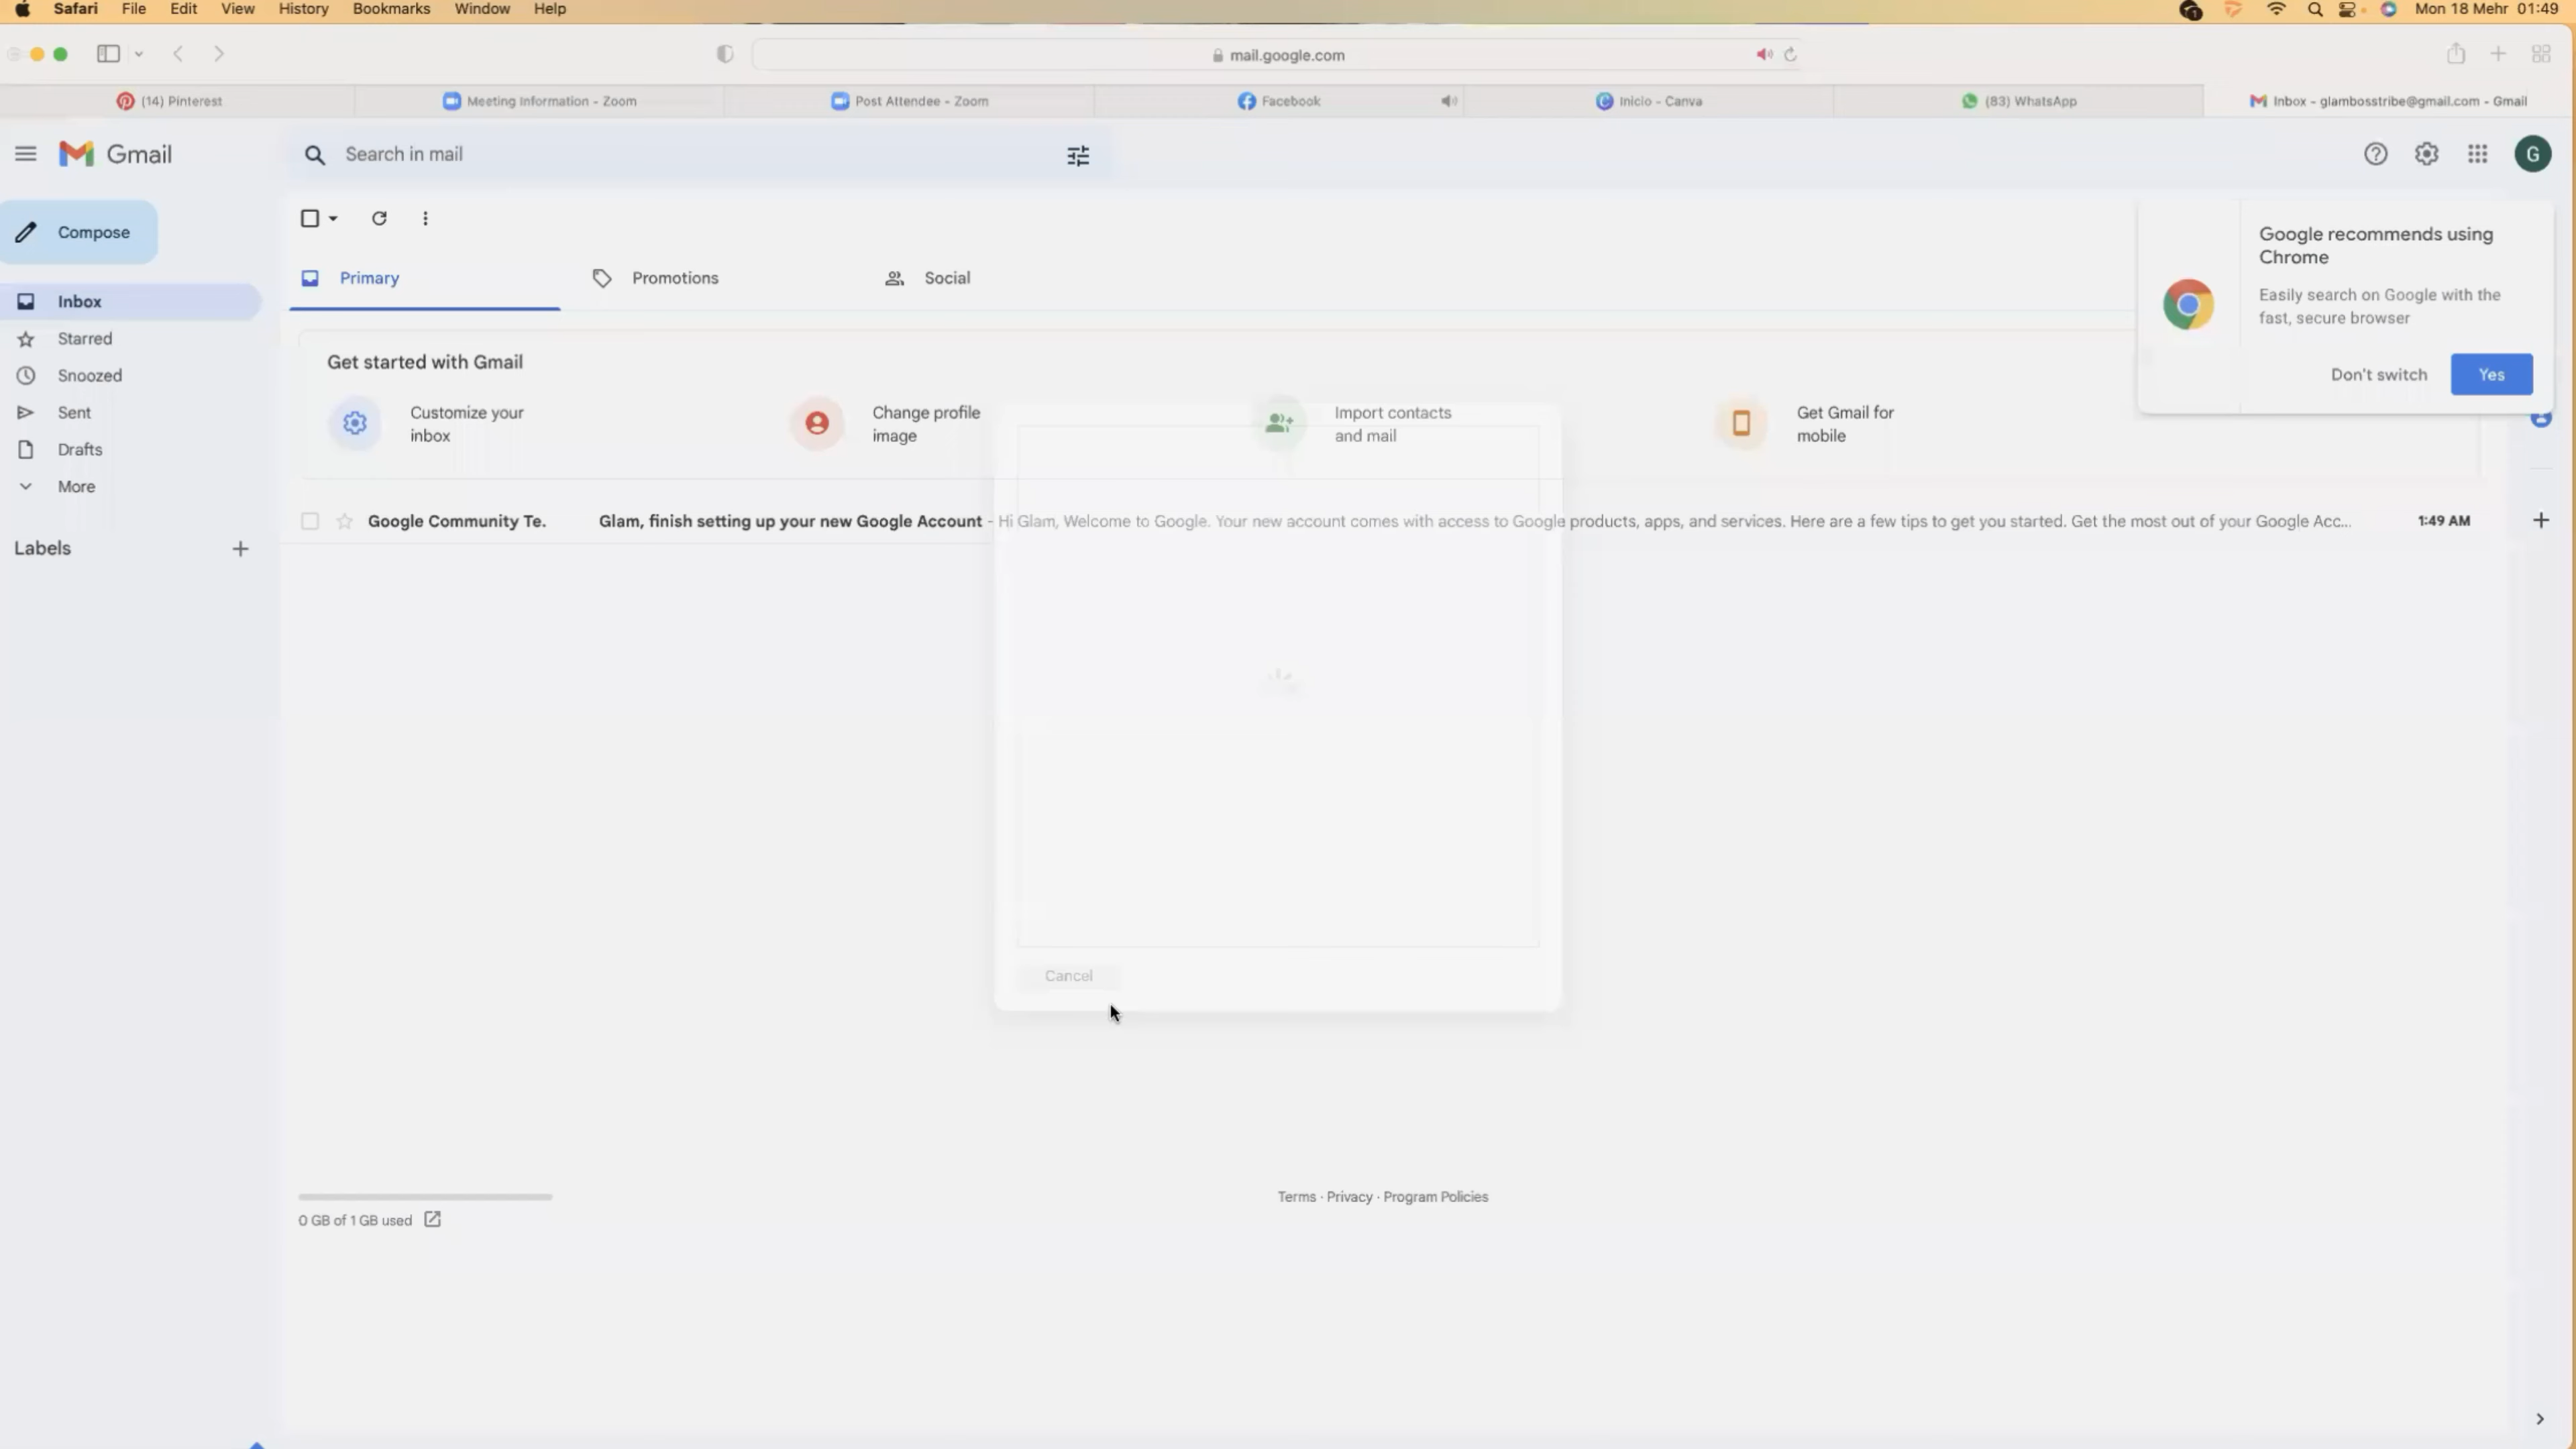 Safari File Edit View History Bookmarks Window Help Mon 18 Mehr 01:49
mail.google.com
(14) Pinterest Meeting Information - Zoom Post Attendee - Zoom Facebook Inicio - Canva (83) WhatsApp Inbox - glambosstribe@gmail.com - Gmail
Gmail Search in mail G
Compose
Inbox
Starred
Snoozed
Sent
Drafts
More
Labels
Primary Promotions Social
Get started with Gmail
Customize your
inbox
Change profile
image
Import contacts
and mail
Get Gmail for
mobile
Google Community Te. Glam, finish setting up your new Google Account - Hi Glam, Welcome to Google. Your new account comes with access to Google products, apps, and services. Here are a few tips to get you started. Get the most out of your Google Acc... 1:49 AM
Google recommends using
Chrome
Easily search on Google with the
fast, secure browser
Don't switch Yes
Cancel
Terms · Privacy · Program Policies
0 GB of 1 GB used